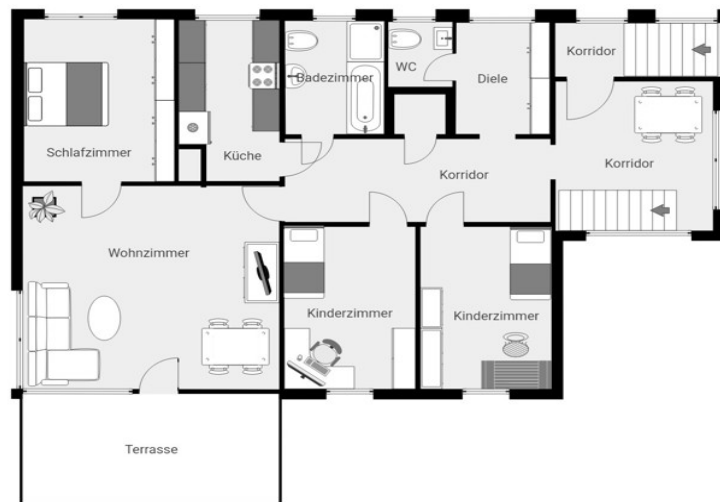 Korridor
WC
Badezimmer
Diele
Schlafzimmer
Küche
Korridor
Korridor
Wohnzimmer
Kinderzimmer
Kinderzimmer
Terrasse